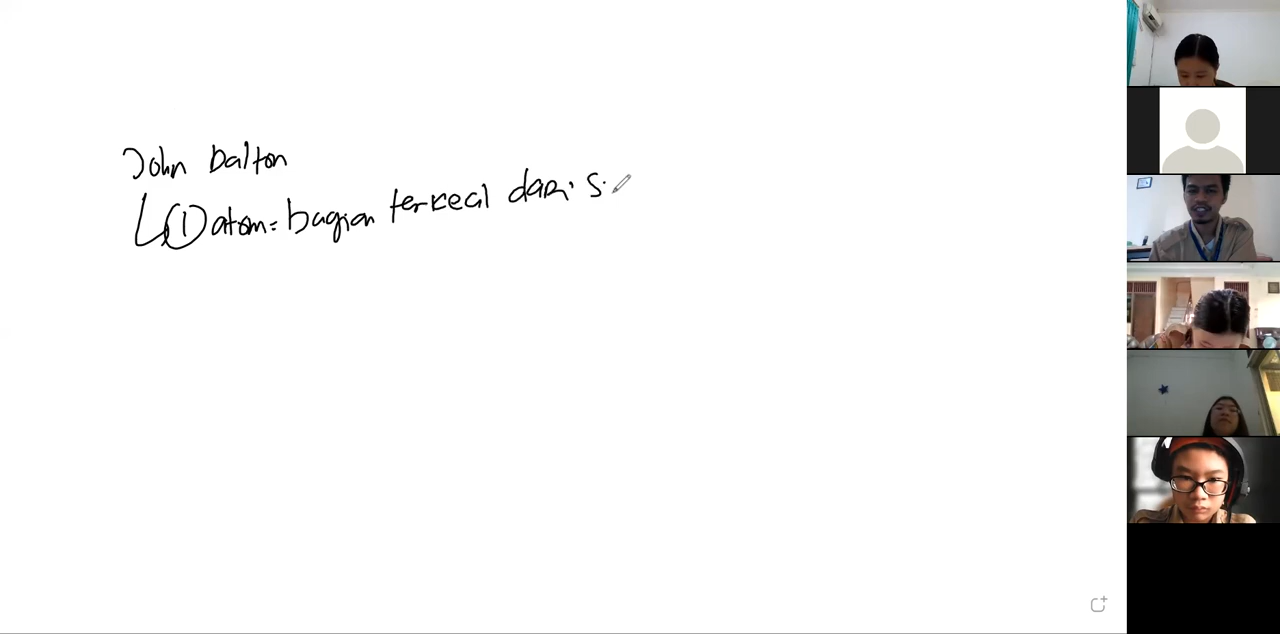 John Dalton
① atom = bagian terkecil dari s